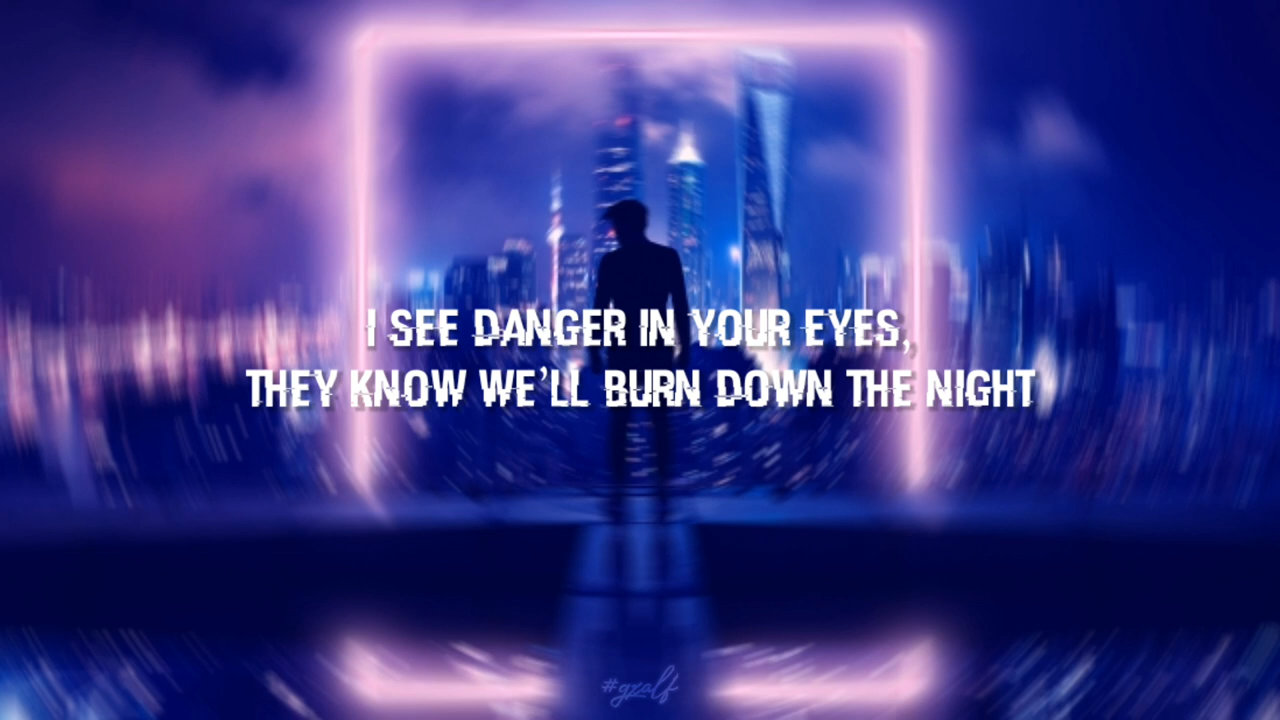 I SEE DANGER IN YOUR EYES,
THEY KNOW WE'LL BURN DOWN THE NIGHT
#gzalf